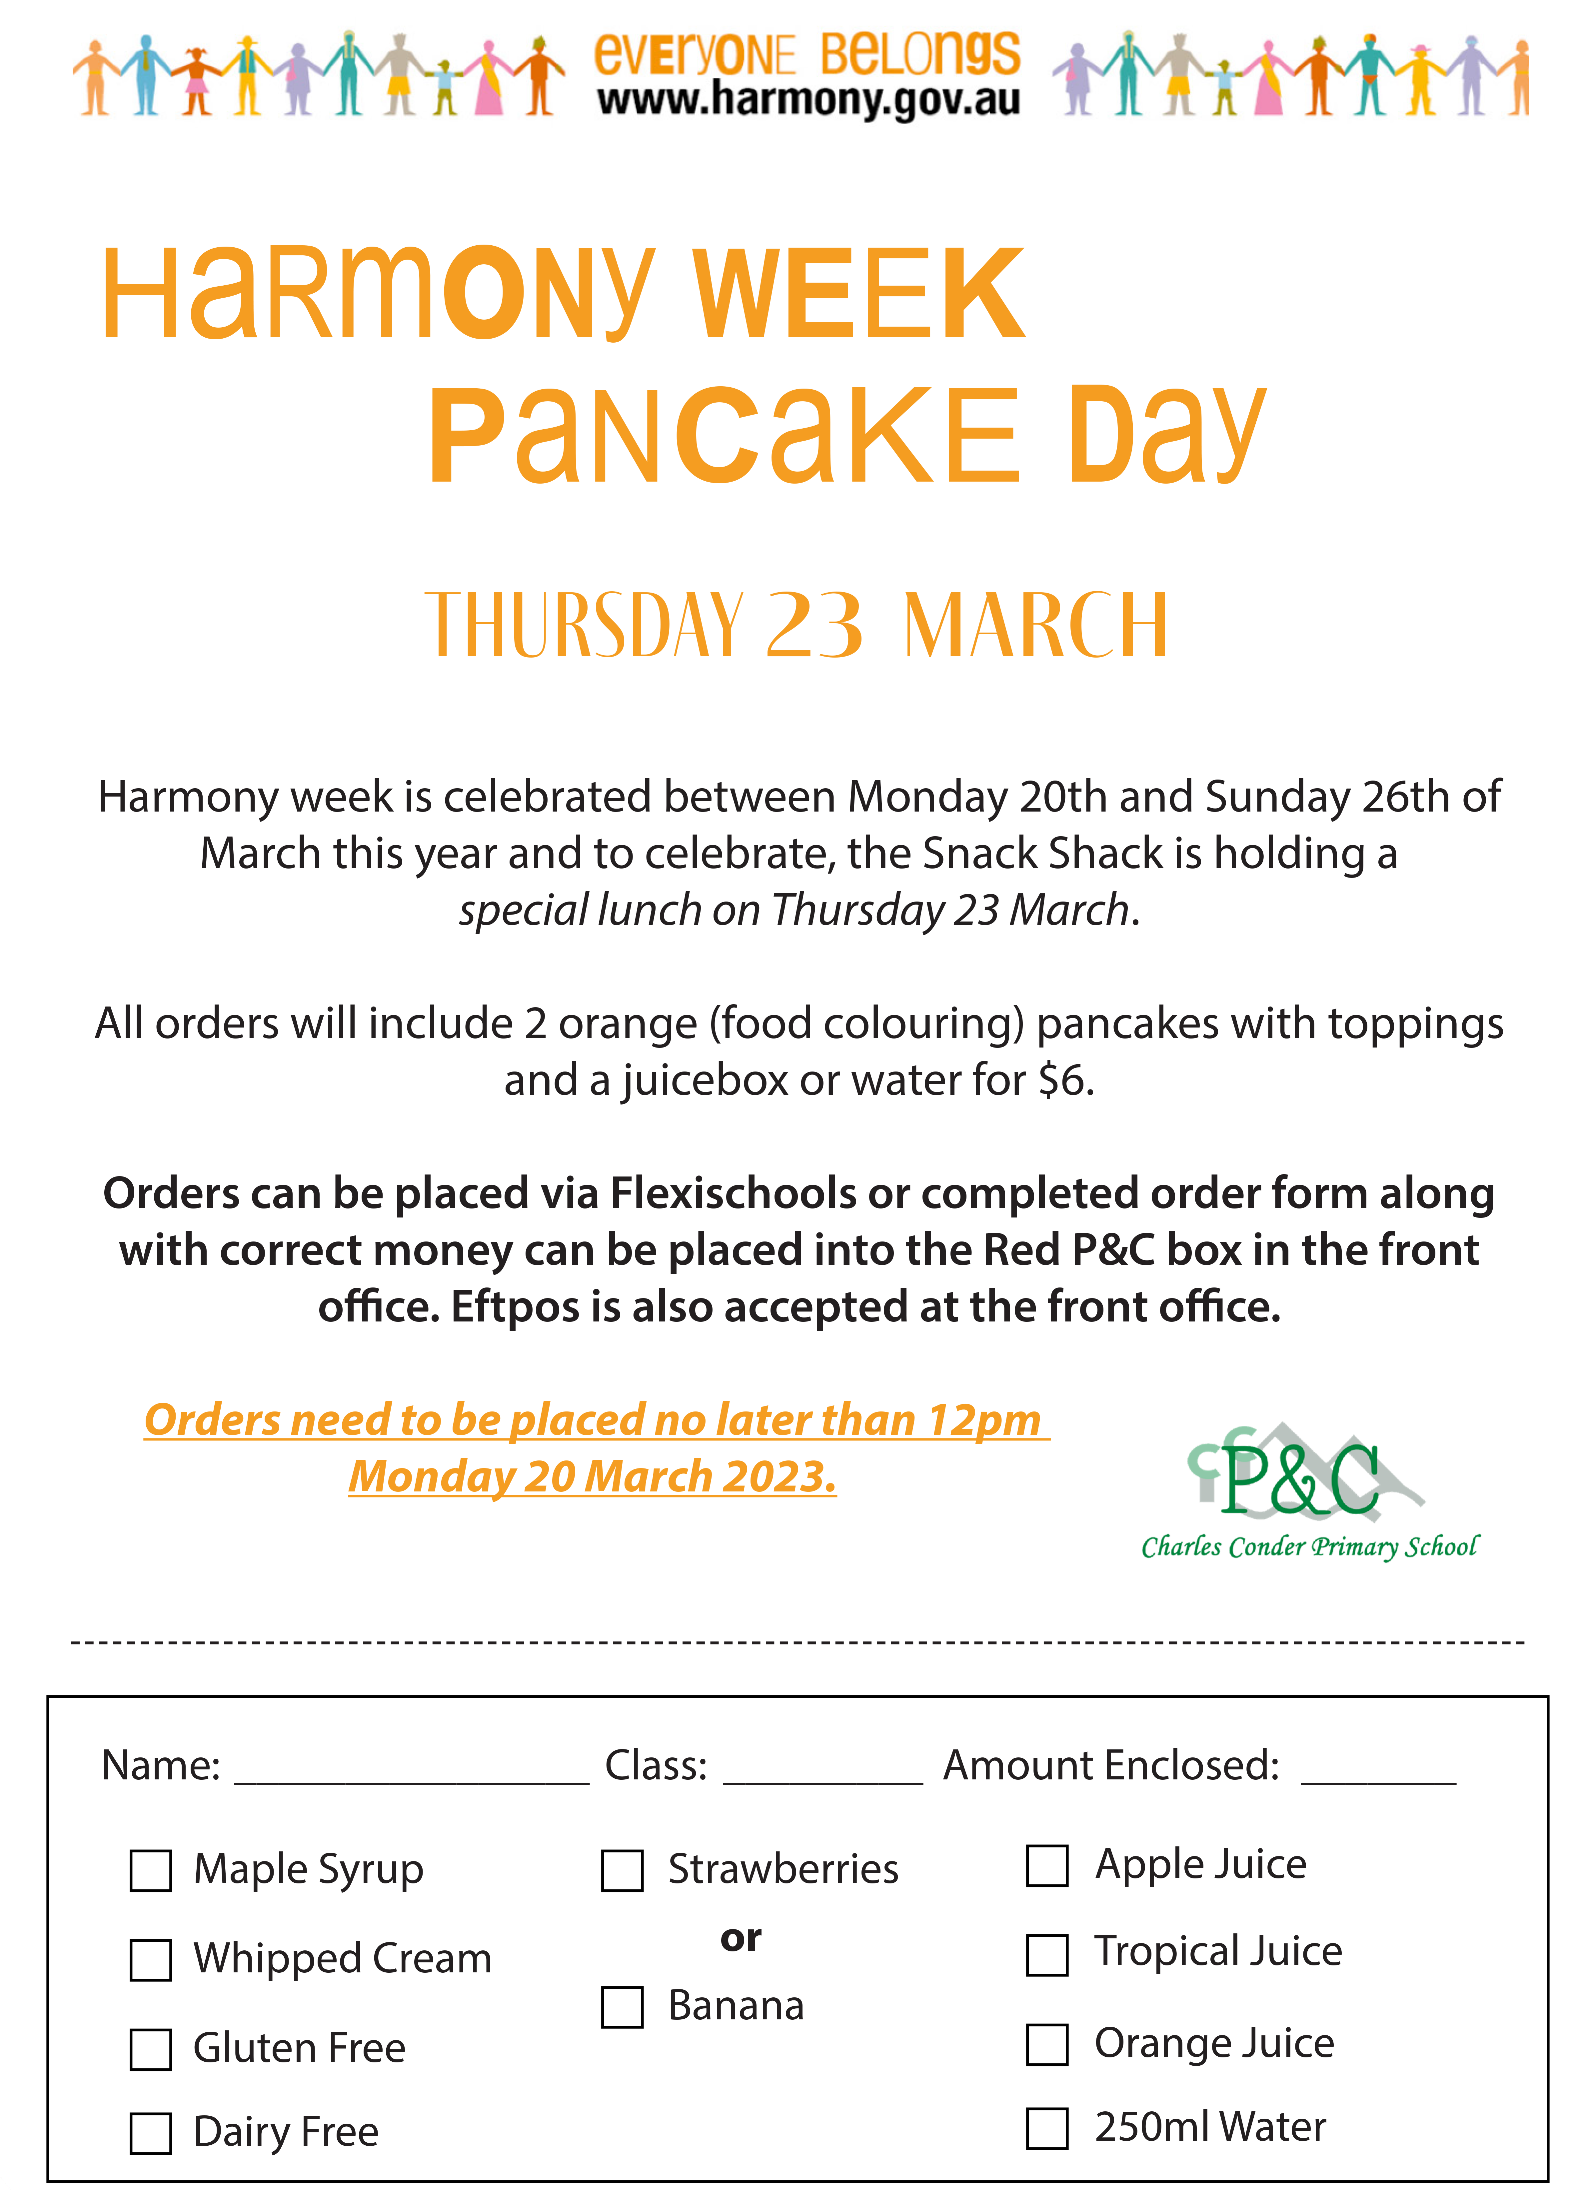 everyone belongs
www.harmony.gov.au
Harmony Week
Pancake Day
THURSDAY 23 MARCH
Harmony week is celebrated between Monday 20th and Sunday 26th of
March this year and to celebrate, the Snack Shack is holding a
special lunch on Thursday 23 March.
All orders will include 2 orange (food colouring) pancakes with toppings
and a juicebox or water for $6.
Orders can be placed via Flexischools or completed order form along
with correct money can be placed into the Red P&C box in the front
office. Eftpos is also accepted at the front office.
Orders need to be placed no later than 12pm
Monday 20 March 2023.
P&C
Charles Conder Primary School
Name: ________________ Class: _________ Amount Enclosed: _______
Maple Syrup
Whipped Cream
Gluten Free
Dairy Free
Strawberries
or
Banana
Apple Juice
Tropical Juice
Orange Juice
250ml Water